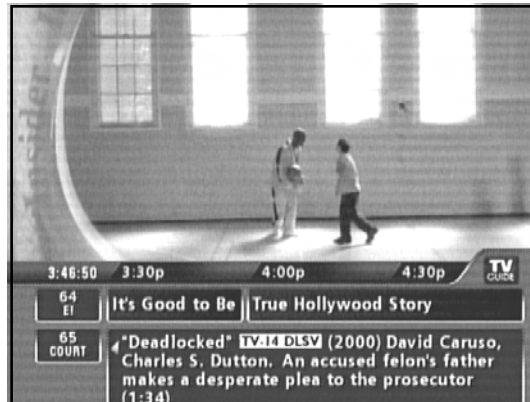 Insider
3:46:50 3:30p 4:00p 4:30p TV GUIDE
64 E! It's Good to Be True Hollywood Story
65 COURT "Deadlocked" TV-14 DLSV (2000) David Caruso,
Charles S. Dutton. An accused felon's father
makes a desperate plea to the prosecutor
(1:34)